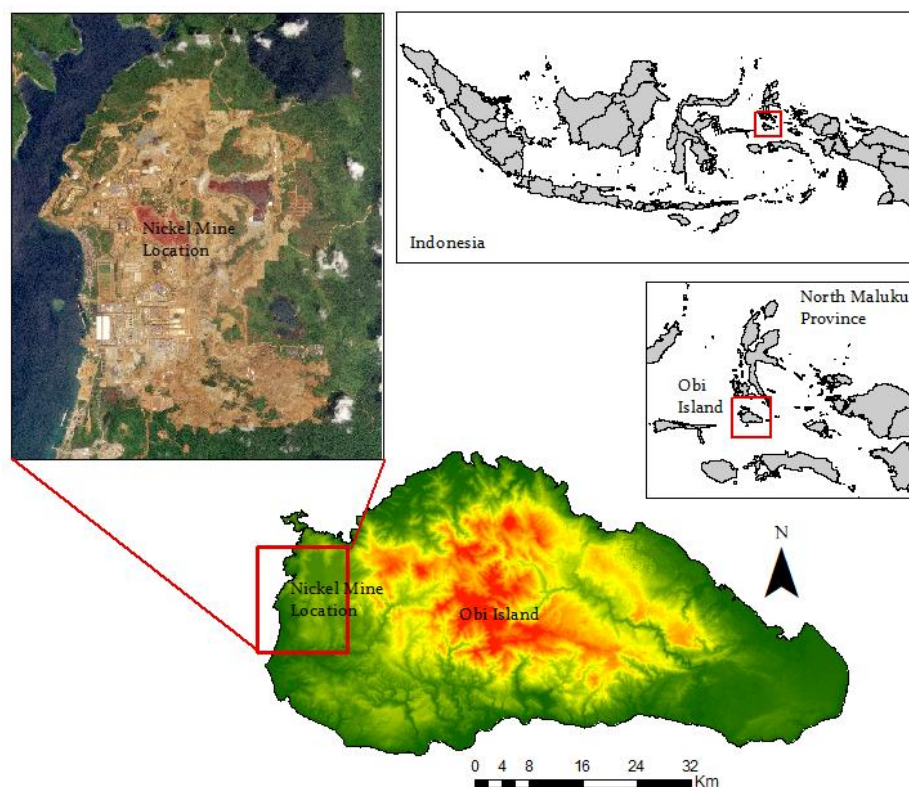 Nickel Mine
Location
Indonesia
North Maluku
Province
Obi
Island
N
Nickel Mine
Location
Obi Island
0 4 8 16 24 32
Km